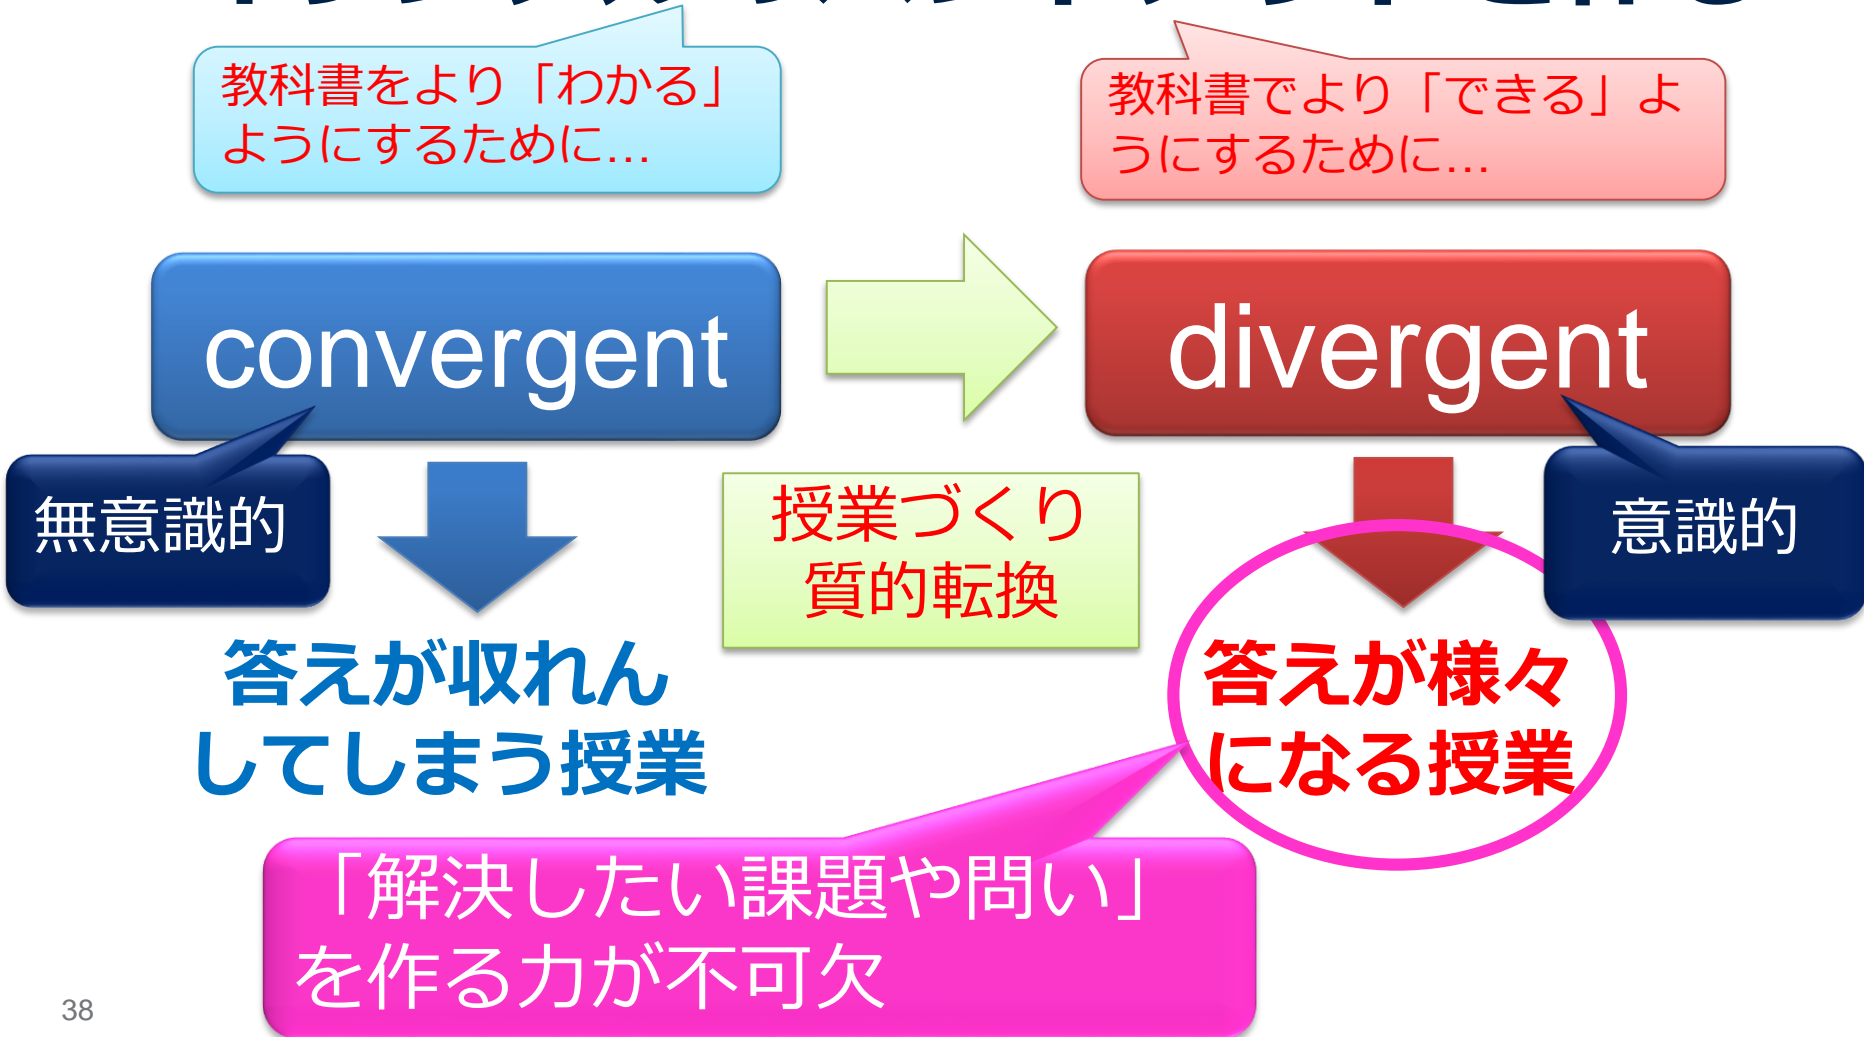 教科書をより「わかる」
ようにするために…
教科書でより「できる」よ
うにするために…
convergent
divergent
無意識的
意識的
授業づくり
質的転換
答えが収れん
してしまう授業
答えが様々
になる授業
「解決したい課題や問い」
を作る力が不可欠
38